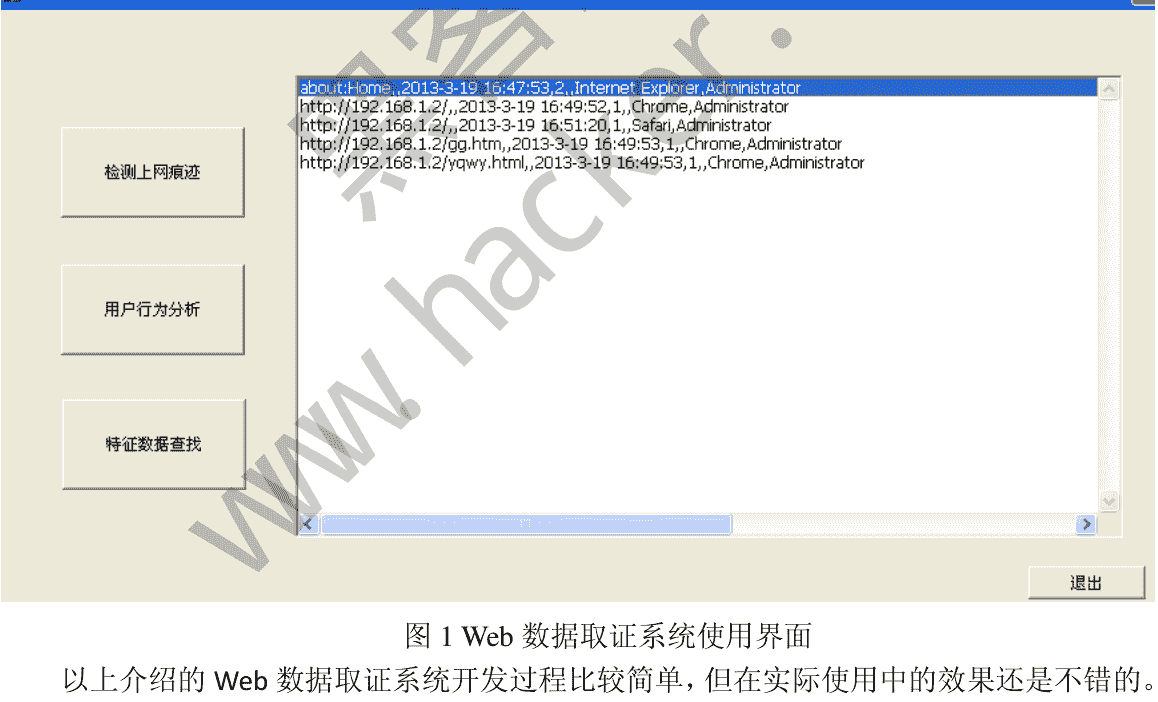 about:Home,,2013-3-19 16:47:53,2,,Internet Explorer,Administrator
http://192.168.1.2/,,2013-3-19 16:49:52,1,,Chrome,Administrator
http://192.168.1.2/,,2013-3-19 16:51:20,1,,Safari,Administrator
http://192.168.1.2/gg.htm,,2013-3-19 16:49:53,1,,Chrome,Administrator
http://192.168.1.2/yqwy.html,,2013-3-19 16:49:53,1,,Chrome,Administrator
检测上网痕迹
用户行为分析
特征数据查找
退出
黑客
www.hacker.
图 1 Web 数据取证系统使用界面
以上介绍的 Web 数据取证系统开发过程比较简单，但在实际使用中的效果还是不错的。